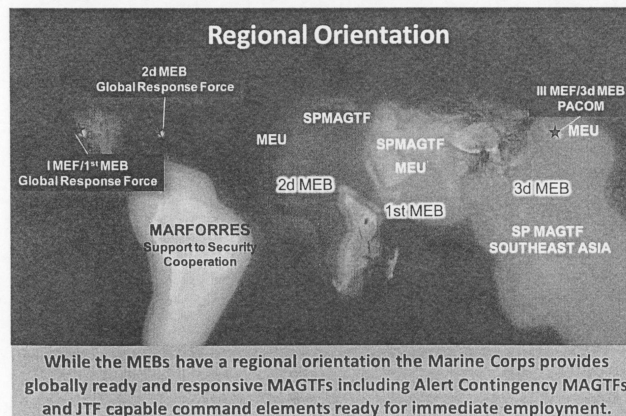 Regional Orientation
2d MEB
Global Response Force
III MEF/3d MEB
PACOM
MEU
SPMAGTF
MEU
SPMAGTF
MEU
I MEF/1st MEB
Global Response Force
2d MEB
3d MEB
1st MEB
MARFORRES
Support to Security
Cooperation
SP MAGTF
SOUTHEAST ASIA
While the MEBs have a regional orientation the Marine Corps provides
globally ready and responsive MAGTFs including Alert Contingency MAGTFs
and JTF capable command elements ready for immediate employment.